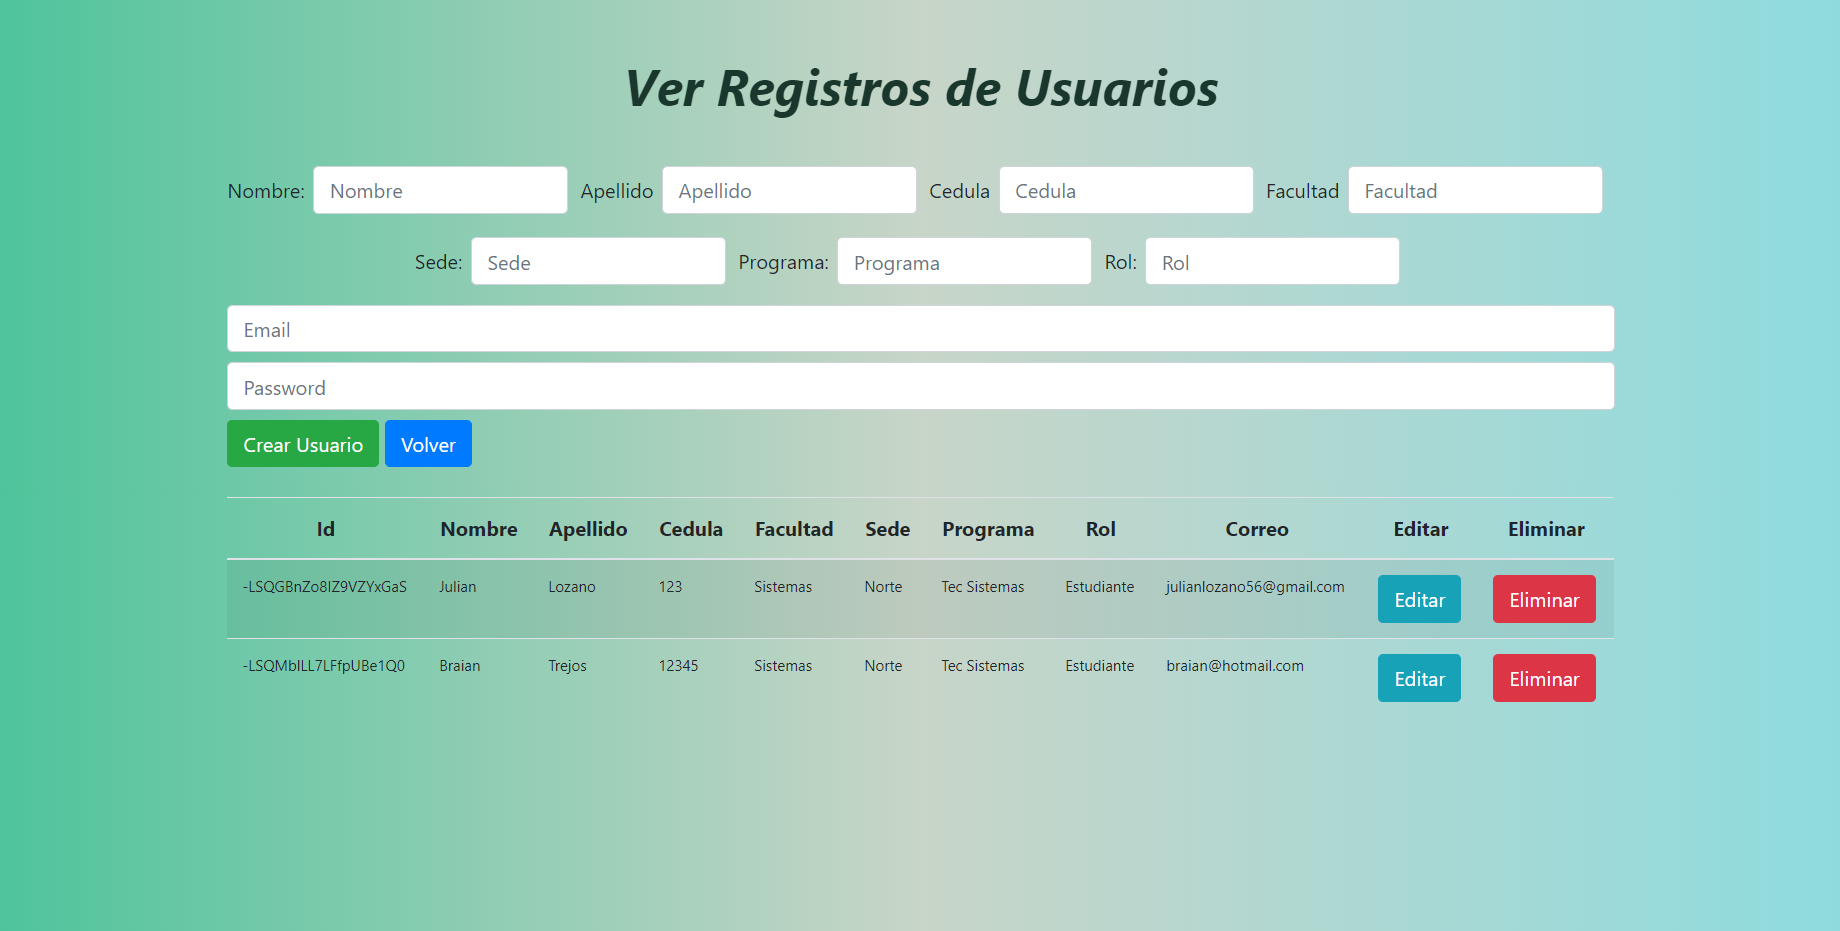 Ver Registros de Usuarios
Nombre: Nombre Apellido Apellido Cedula Cedula Facultad Facultad
Sede: Sede Programa: Programa Rol: Rol
Email
Password
Crear Usuario Volver
Id Nombre Apellido Cedula Facultad Sede Programa Rol Correo Editar Eliminar
-LSQGBnZo8IZ9VZYxGaS Julian Lozano 123 Sistemas Norte Tec Sistemas Estudiante julianlozano56@gmail.com Editar Eliminar
-LSQMbILL7LFfpUBe1Q0 Braian Trejos 12345 Sistemas Norte Tec Sistemas Estudiante braian@hotmail.com Editar Eliminar